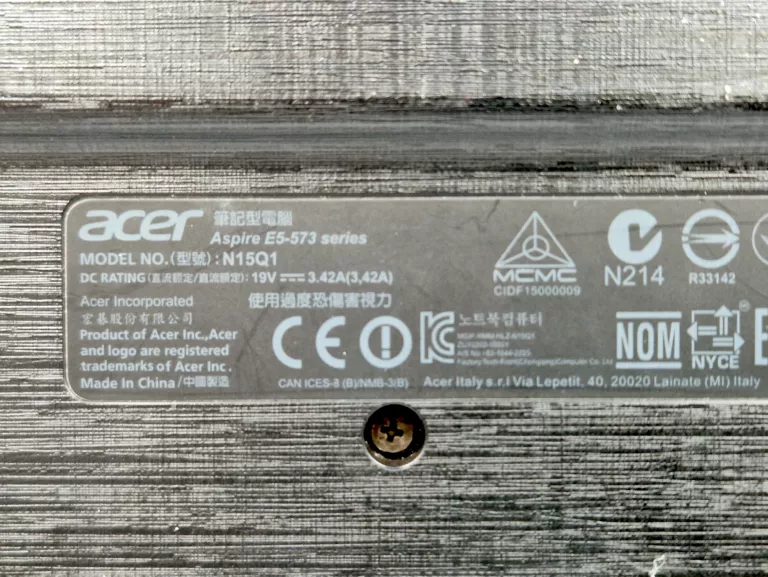 acer 筆記型電腦
Aspire E5-573 series
MODEL NO.(型號): N15Q1
DC RATING (直流額定/直流額定): 19V 3.42A(3,42A)
Acer Incorporated 使用過度恐傷害視力
宏碁股份有限公司
Product of Acer Inc.,Acer
and logo are registered
trademarks of Acer Inc.
Made in China/中國製造
MCMC
CIDF15000009
N214
R33142
CE
노트북컴퓨터
NOM
NYCE
CAN ICES-3 (B)/NMB-3(B)
Acer Italy s.r.l Via Lepetit, 40, 20020 Lainate (MI) Italy